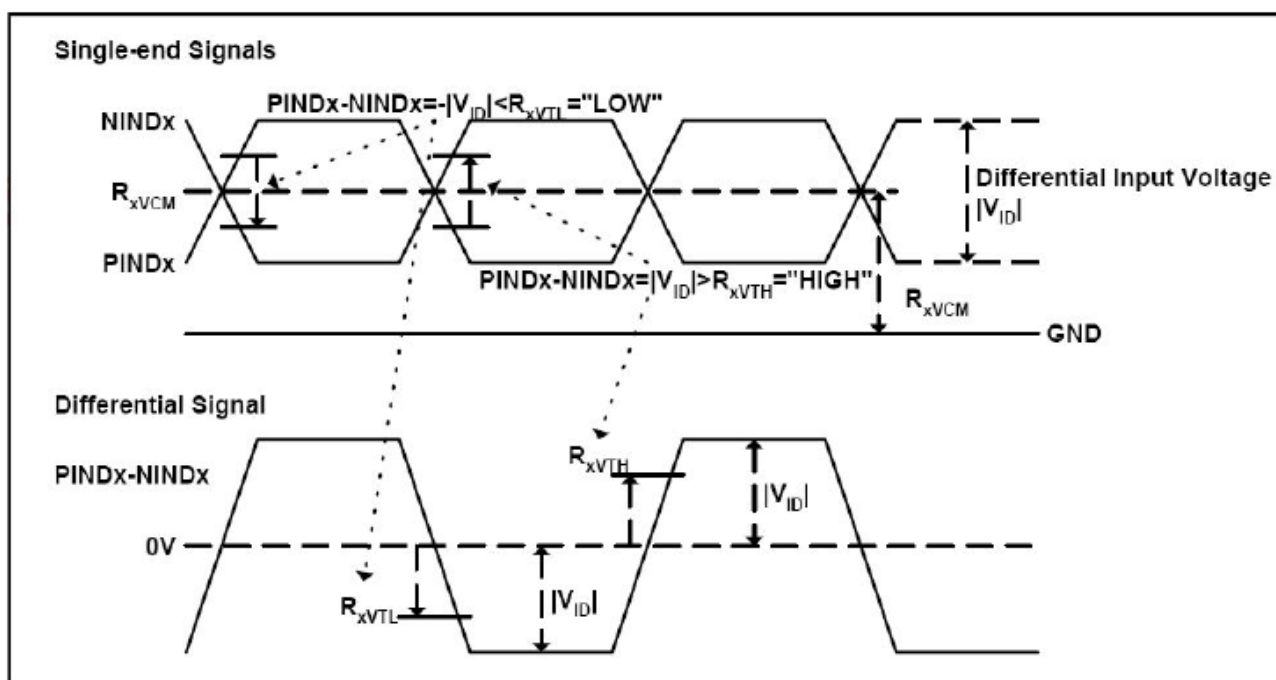 Single-end Signals
PINDx-NINDx=-|VID|<RxVTL="LOW"
NINDx
RxVCM
PINDx
Differential Input Voltage
|VID|
PINDx-NINDx=|VID|>RxVTH="HIGH"
RxVCM
GND
Differential Signal
PINDx-NINDx
RxVTH
|VID|
0V
RxVTL
|VID|